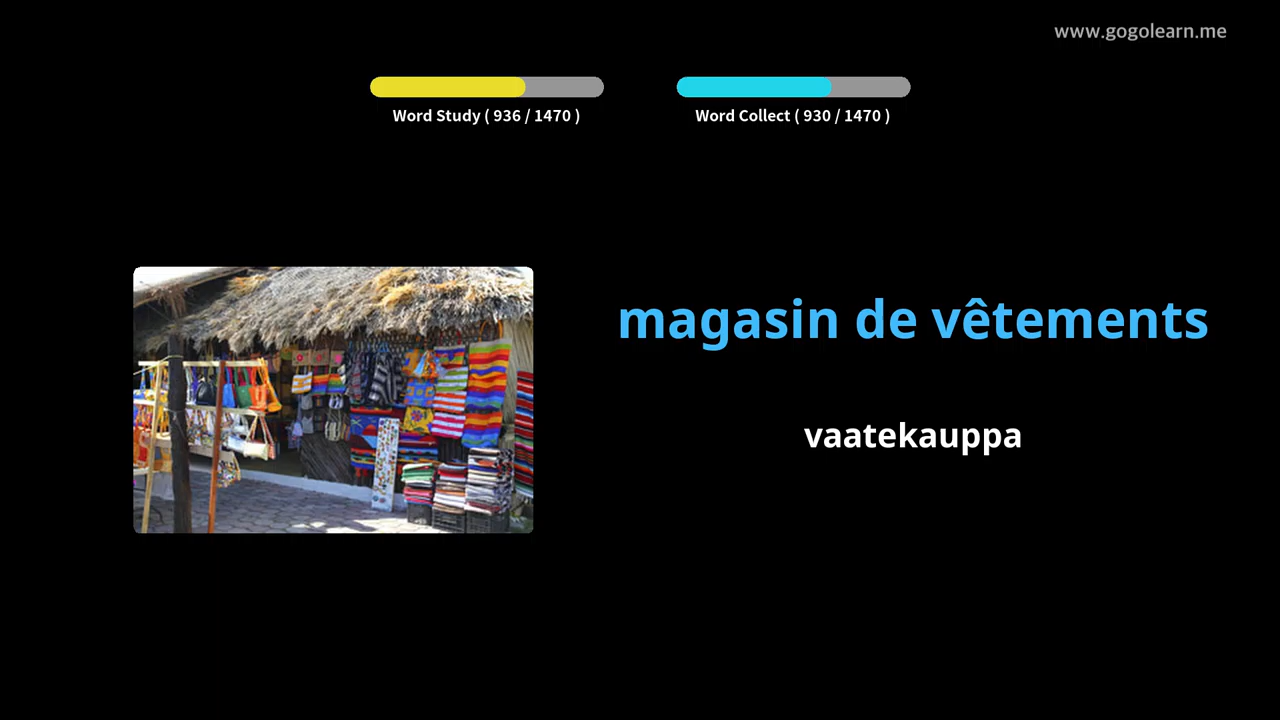 www.gogolearn.me
Word Study ( 936 / 1470 )
Word Collect ( 930 / 1470 )
magasin de vêtements
vaatekauppa